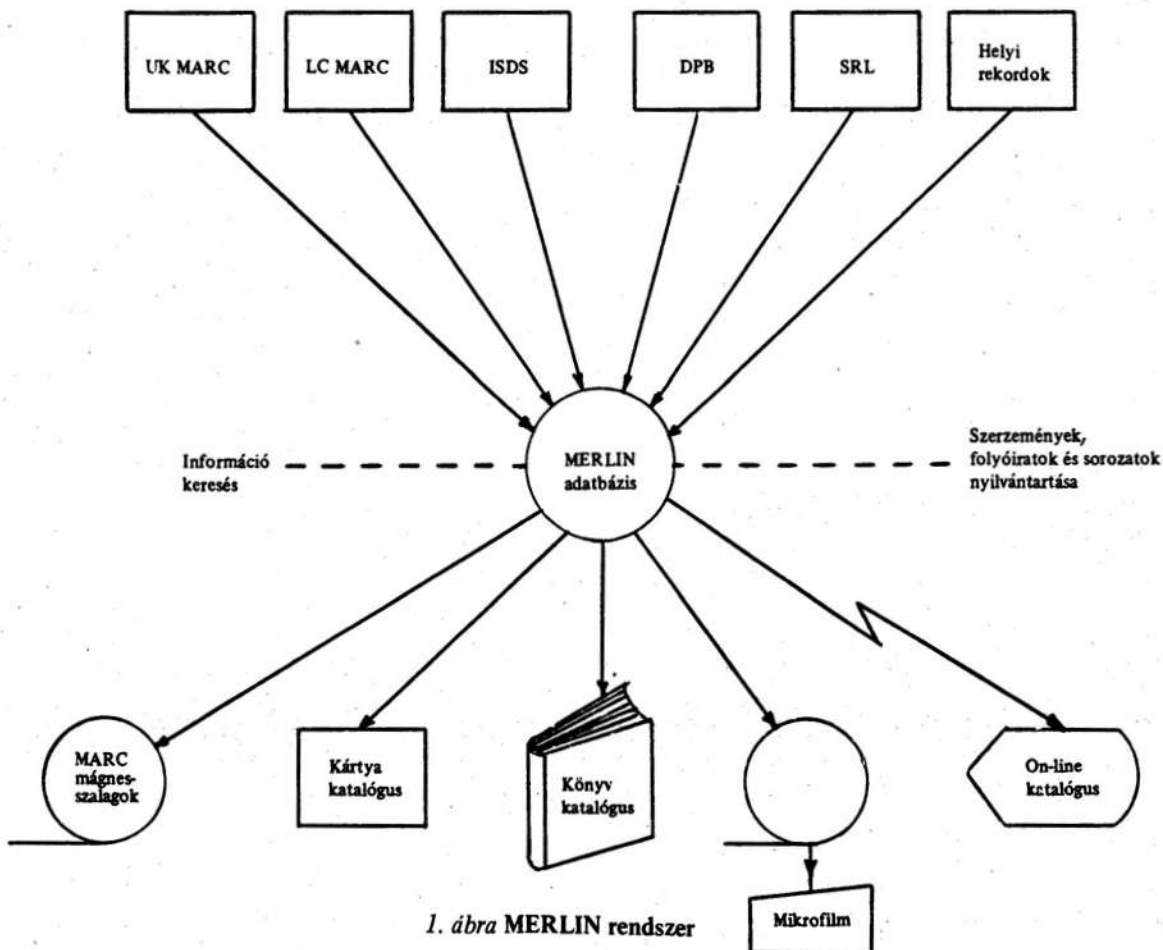 UK MARC
LC MARC
ISDS
DPB
SRL
Helyi
rekordok
Információ
keresés
MERLIN
adatbázis
Szerzemények,
folyóiratok és sorozatok
nyilvántartása
MARC
mágnes-
szalagok
Kártya
katalógus
Könyv
katalógus
On-line
katalógus
Mikrofilm
1. ábra MERLIN rendszer